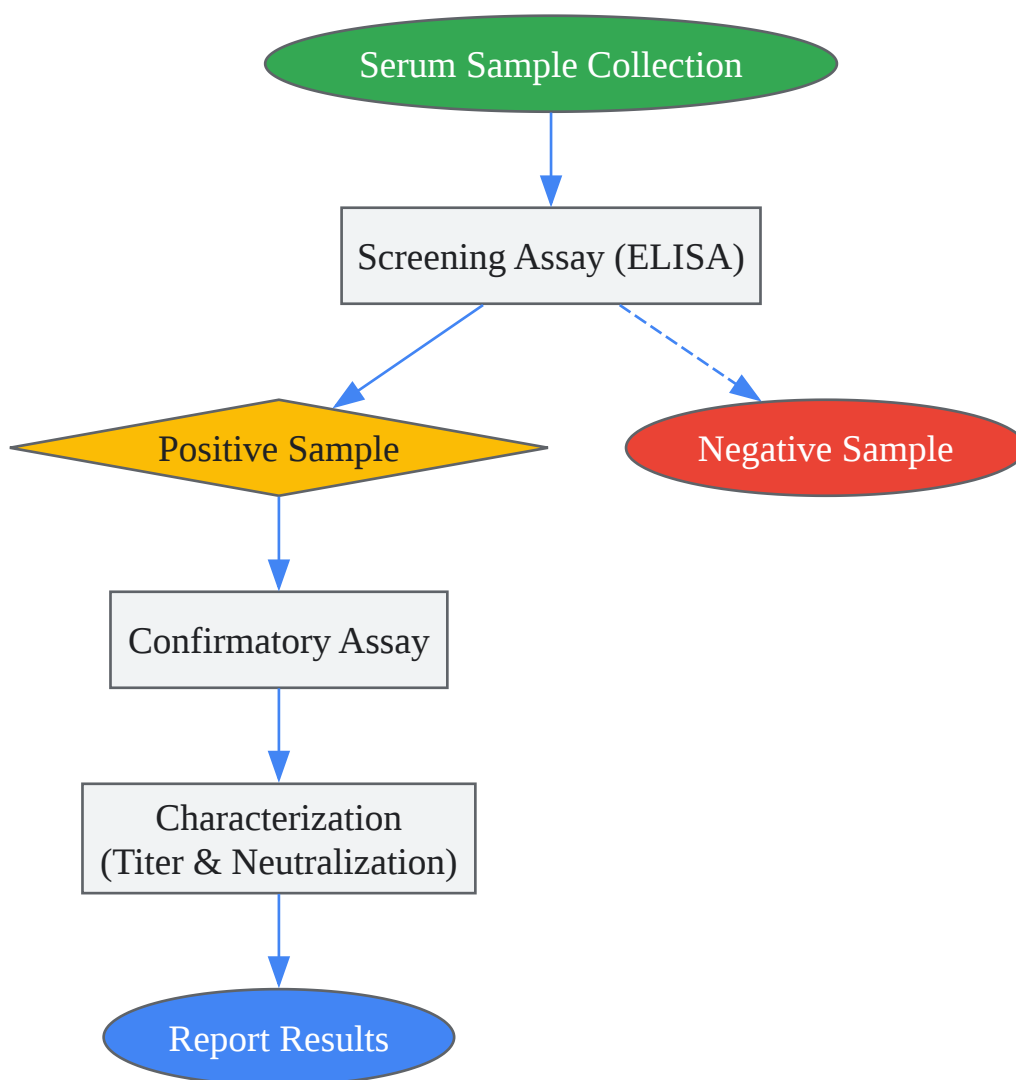 Serum Sample Collection
Screening Assay (ELISA)
Positive Sample
Negative Sample
Confirmatory Assay
Characterization
(Titer & Neutralization)
Report Results